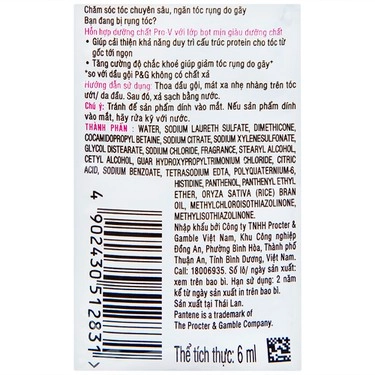 Chăm sóc tóc chuyên sâu, ngăn tóc rụng do gãy
Bạn đang bị rụng tóc?
Hỗn hợp dưỡng chất Pro-V với lớp bọt mịn giàu dưỡng chất
• Giúp cải thiện khả năng duy trì cấu trúc protein cho tóc từ
gốc tới ngọn
• Tăng cường độ chắc khoẻ giúp giảm tóc rụng do gãy*
*so với dầu gội P&G không có chất xả
Hướng dẫn sử dụng: Thoa dầu gội, mát xa nhẹ nhàng trên tóc
ướt/ da đầu. Sau đó, xả sạch bằng nước.
Chú ý: Tránh để sản phẩm dính vào mắt. Nếu sản phẩm dính
vào mắt, hãy rửa kỹ với nước.
THÀNH PHẦN: WATER, SODIUM LAURETH SULFATE, DIMETHICONE,
COCAMIDOPROPYL BETAINE, SODIUM CITRATE, SODIUM XYLENESULFONATE,
GLYCOL DISTEARATE, SODIUM CHLORIDE, FRAGRANCE, STEARYL ALCOHOL,
CETYL ALCOHOL, GUAR HYDROXYPROPYLTRIMONIUM CHLORIDE, CITRIC
ACID, SODIUM BENZOATE, TETRASODIUM EDTA, POLYQUATERNIUM-6,
HISTIDINE, PANTHENOL, PANTHENYL ETHYL
ETHER, ORYZA SATIVA (RICE) BRAN
OIL, METHYLCHLOROISOTHIAZOLINONE,
METHYLISOTHIAZOLINONE.
Nhập khẩu bởi Công ty TNHH Procter &
Gamble Việt Nam, Khu Công nghiệp
Đồng An, Phường Bình Hòa, Thành phố
Thuận An, Tỉnh Bình Dương, Việt Nam
Call: 18006935. Số lô/ ngày sản xuất:
xem trên bao bì. Hạn sử dụng: 2 năm
kể từ ngày sản xuất in trên bao bì.
Sản xuất tại Thái Lan.
Pantene is a trademark of
The Procter & Gamble Company.
4 902430 512831 >
Thể tích thực: 6 ml